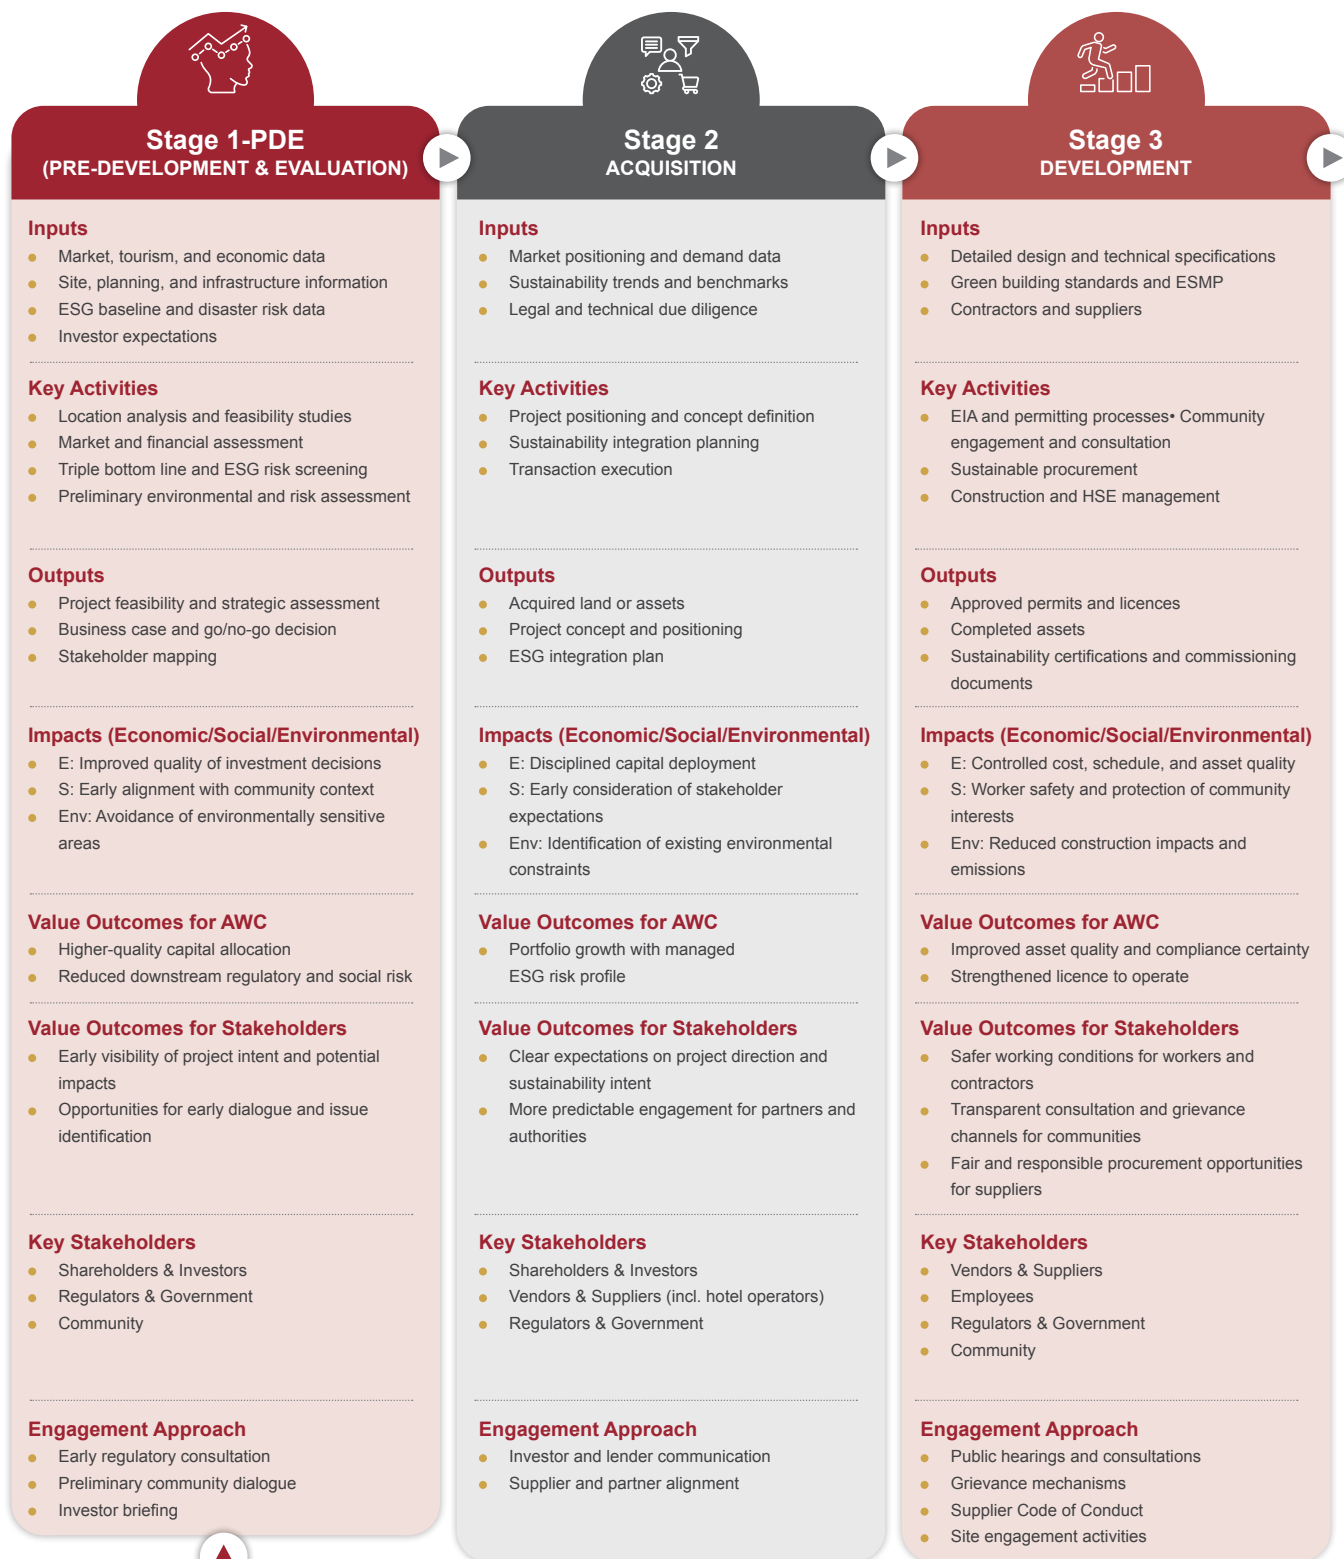 Stage 1-PDE
(PRE-DEVELOPMENT & EVALUATION)
Inputs
Market, tourism, and economic data
Site, planning, and infrastructure information
ESG baseline and disaster risk data
Investor expectations
Key Activities
Location analysis and feasibility studies
Market and financial assessment
Triple bottom line and ESG risk screening
Preliminary environmental and risk assessment
Outputs
Project feasibility and strategic assessment
Business case and go/no-go decision
Stakeholder mapping
Impacts (Economic/Social/Environmental)
E: Improved quality of investment decisions
S: Early alignment with community context
Env: Avoidance of environmentally sensitive
areas
Value Outcomes for AWC
Higher-quality capital allocation
Reduced downstream regulatory and social risk
Value Outcomes for Stakeholders
Early visibility of project intent and potential
impacts
Opportunities for early dialogue and issue
identification
Key Stakeholders
Shareholders & Investors
Regulators & Government
Community
Engagement Approach
Early regulatory consultation
Preliminary community dialogue
Investor briefing
Stage 2
ACQUISITION
Inputs
Market positioning and demand data
Sustainability trends and benchmarks
Legal and technical due diligence
Key Activities
Project positioning and concept definition
Sustainability integration planning
Transaction execution
Outputs
Acquired land or assets
Project concept and positioning
ESG integration plan
Impacts (Economic/Social/Environmental)
E: Disciplined capital deployment
S: Early consideration of stakeholder
expectations
Env: Identification of existing environmental
constraints
Value Outcomes for AWC
Portfolio growth with managed
ESG risk profile
Value Outcomes for Stakeholders
Clear expectations on project direction and
sustainability intent
More predictable engagement for partners and
authorities
Key Stakeholders
Shareholders & Investors
Vendors & Suppliers (incl. hotel operators)
Regulators & Government
Engagement Approach
Investor and lender communication
Supplier and partner alignment
Stage 3
DEVELOPMENT
Inputs
Detailed design and technical specifications
Green building standards and ESMP
Contractors and suppliers
Key Activities
EIA and permitting processes• Community
engagement and consultation
Sustainable procurement
Construction and HSE management
Outputs
Approved permits and licences
Completed assets
Sustainability certifications and commissioning
documents
Impacts (Economic/Social/Environmental)
E: Controlled cost, schedule, and asset quality
S: Worker safety and protection of community
interests
Env: Reduced construction impacts and
emissions
Value Outcomes for AWC
Improved asset quality and compliance certainty
Strengthened licence to operate
Value Outcomes for Stakeholders
Safer working conditions for workers and
contractors
Transparent consultation and grievance
channels for communities
Fair and responsible procurement opportunities
for suppliers
Key Stakeholders
Vendors & Suppliers
Employees
Regulators & Government
Community
Engagement Approach
Public hearings and consultations
Grievance mechanisms
Supplier Code of Conduct
Site engagement activities